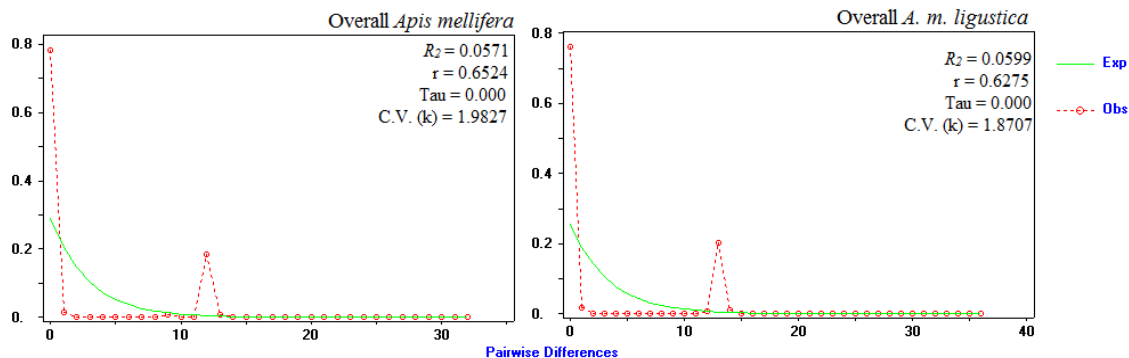 Overall Apis mellifera
R2 = 0.0571
r = 0.6524
Tau = 0.000
C.V. (k) = 1.9827
0.8
0.6
0.4
0.2
0.
0 10 20 30
Overall A. m. ligustica
R2 = 0.0599
r = 0.6275
Tau = 0.000
C.V. (k) = 1.8707
0.8
0.6
0.4
0.2
0.
0 10 20 30 40
Exp
Obs
Pairwise Differences